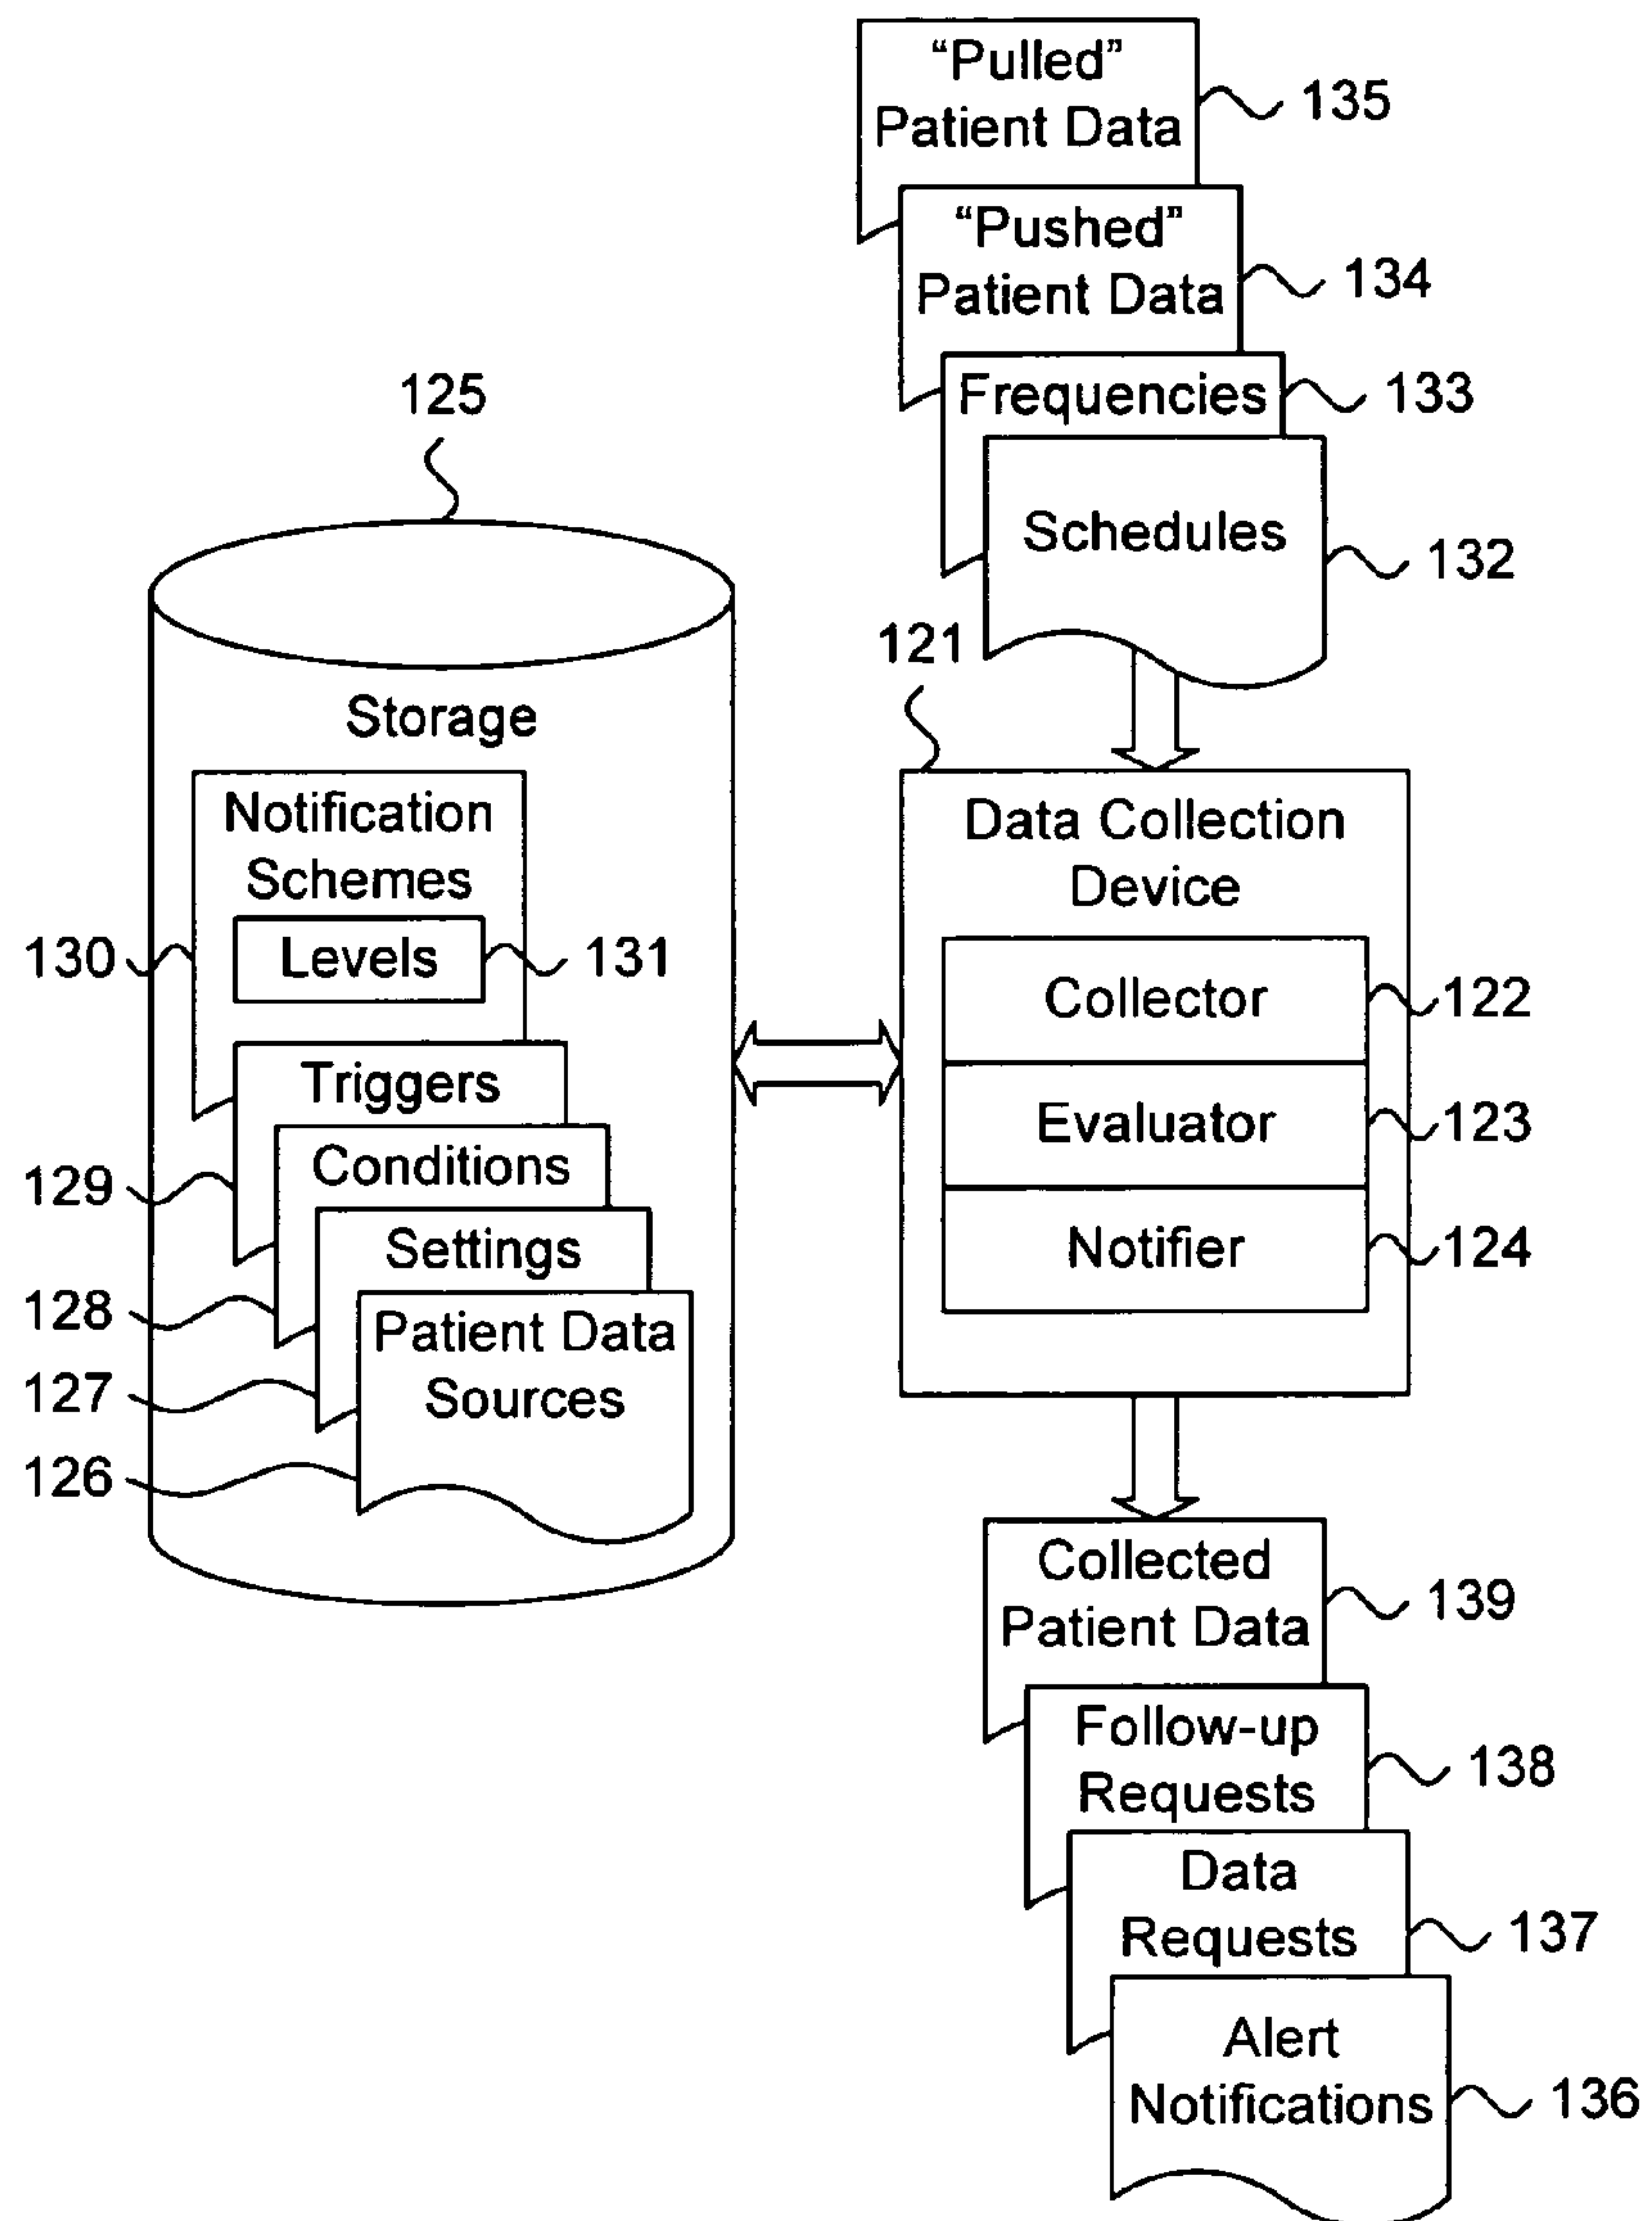 “Pulled”
Patient Data
135
“Pushed”
Patient Data
134
Frequencies
133
Schedules
132
125
Storage
Notification
Schemes
130
Levels
131
Triggers
129
Conditions
128
Settings
127
Patient Data
Sources
126
121
Data Collection
Device
Collector
122
Evaluator
123
Notifier
124
Collected
Patient Data
139
Follow-up
Requests
138
Data
Requests
137
Alert
Notifications
136